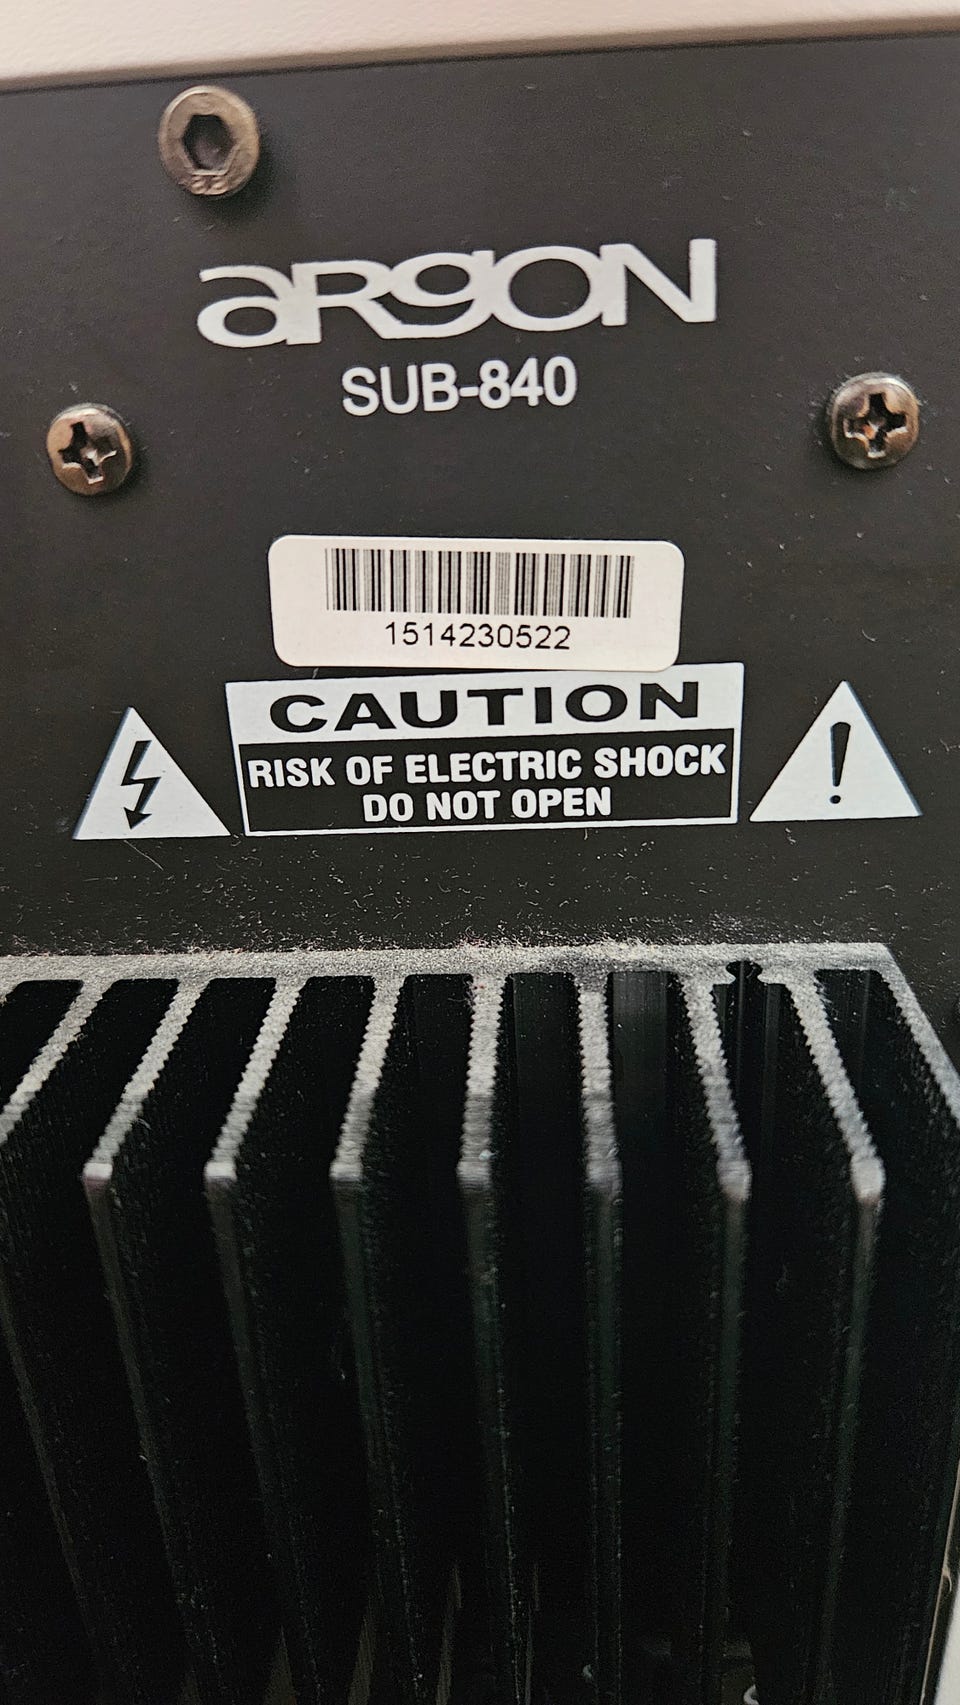 aRgON
SUB-840
1514230522
CAUTION
RISK OF ELECTRIC SHOCK
DO NOT OPEN